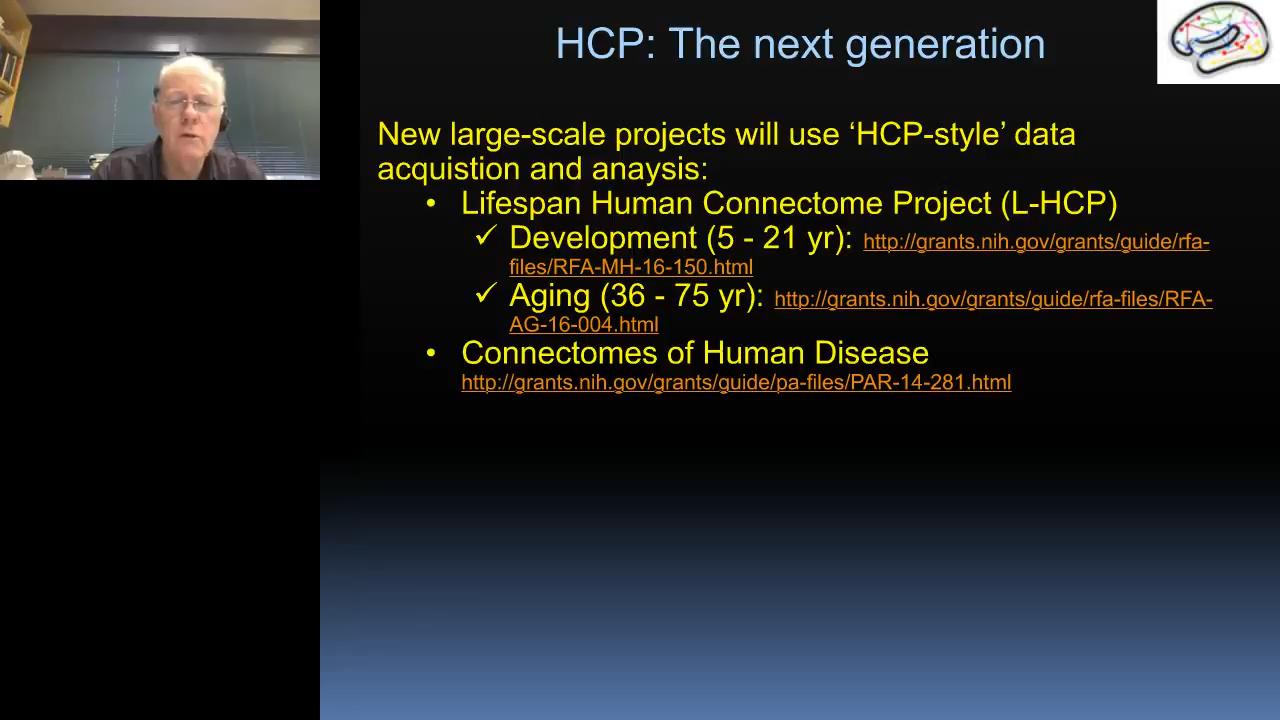 HCP: The next generation
New large-scale projects will use ‘HCP-style’ data
acquistion and anaysis:
• Lifespan Human Connectome Project (L-HCP)
✓ Development (5 - 21 yr): http://grants.nih.gov/grants/guide/rfa-
files/RFA-MH-16-150.html
✓ Aging (36 - 75 yr): http://grants.nih.gov/grants/guide/rfa-files/RFA-
AG-16-004.html
• Connectomes of Human Disease
http://grants.nih.gov/grants/guide/pa-files/PAR-14-281.html